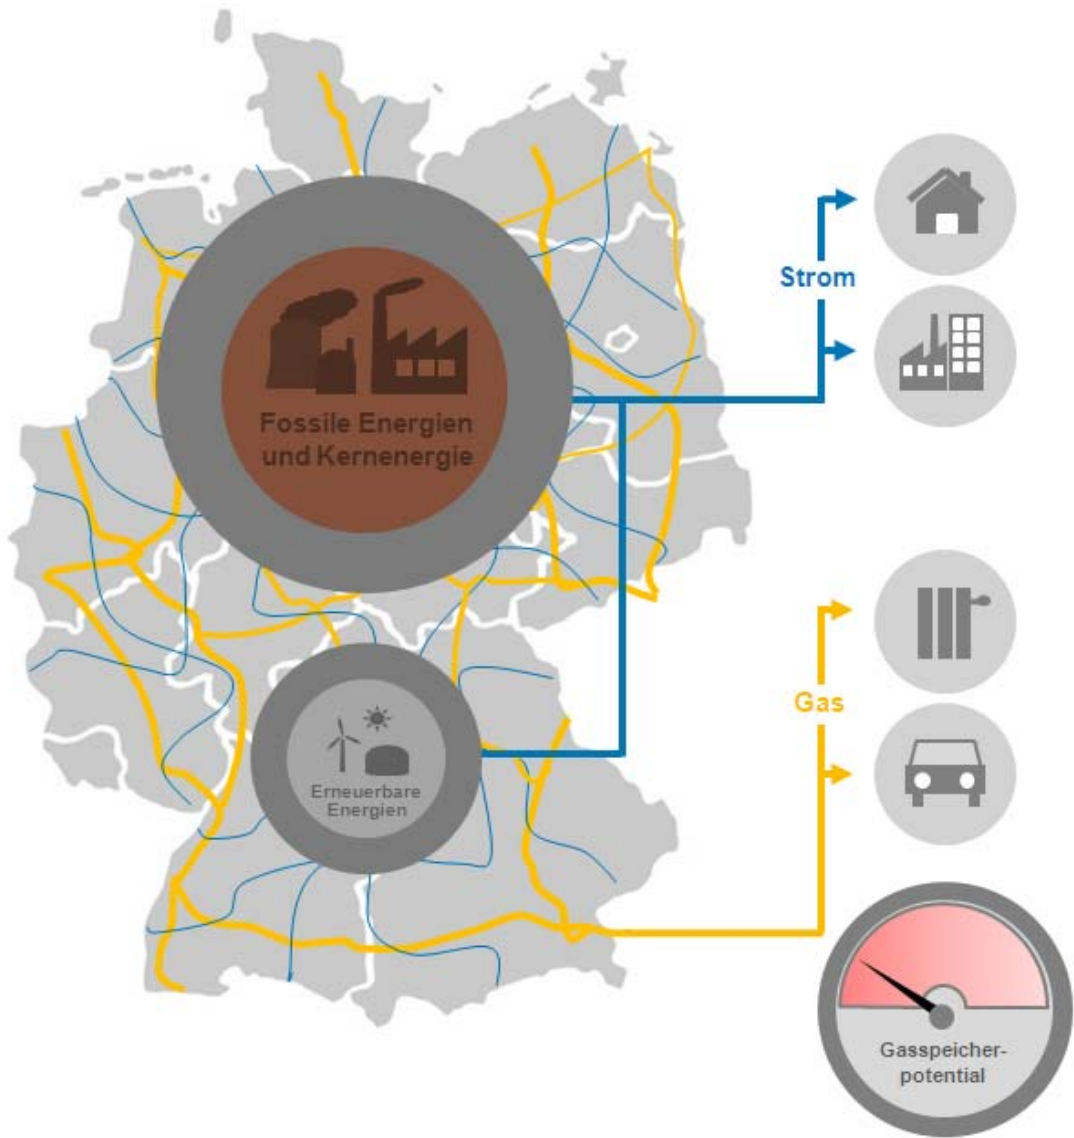 Strom
Fossile Energien
und Kernenergie
Gas
Erneuerbare
Energien
Gasspeicher-
potential